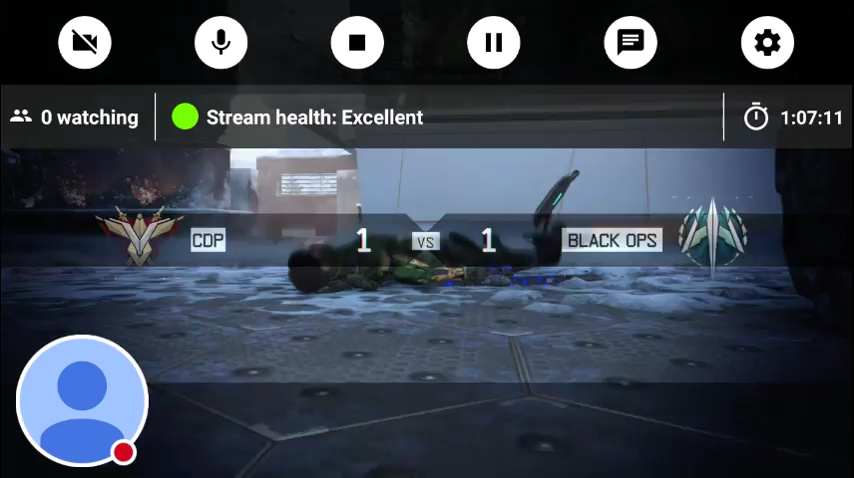 0 watching
Stream health: Excellent
1:07:11
CDP
1
VS
1
BLACK OPS